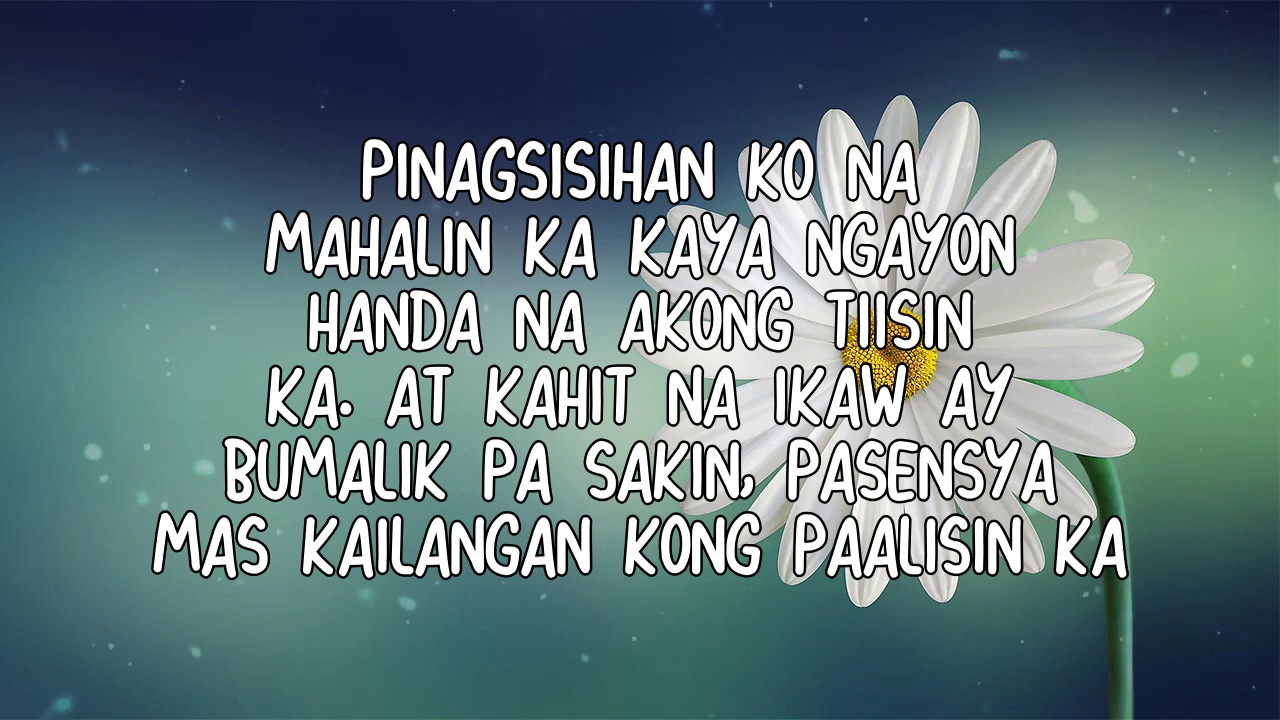 PINAGSISIHAN KO NA
MAHALIN KA KAYA NGAYON
HANDA NA AKONG TIISIN
KA. AT KAHIT NA IKAW AY
BUMALIK PA SAKIN, PASENSYA
MAS KAILANGAN KONG PAALISIN KA